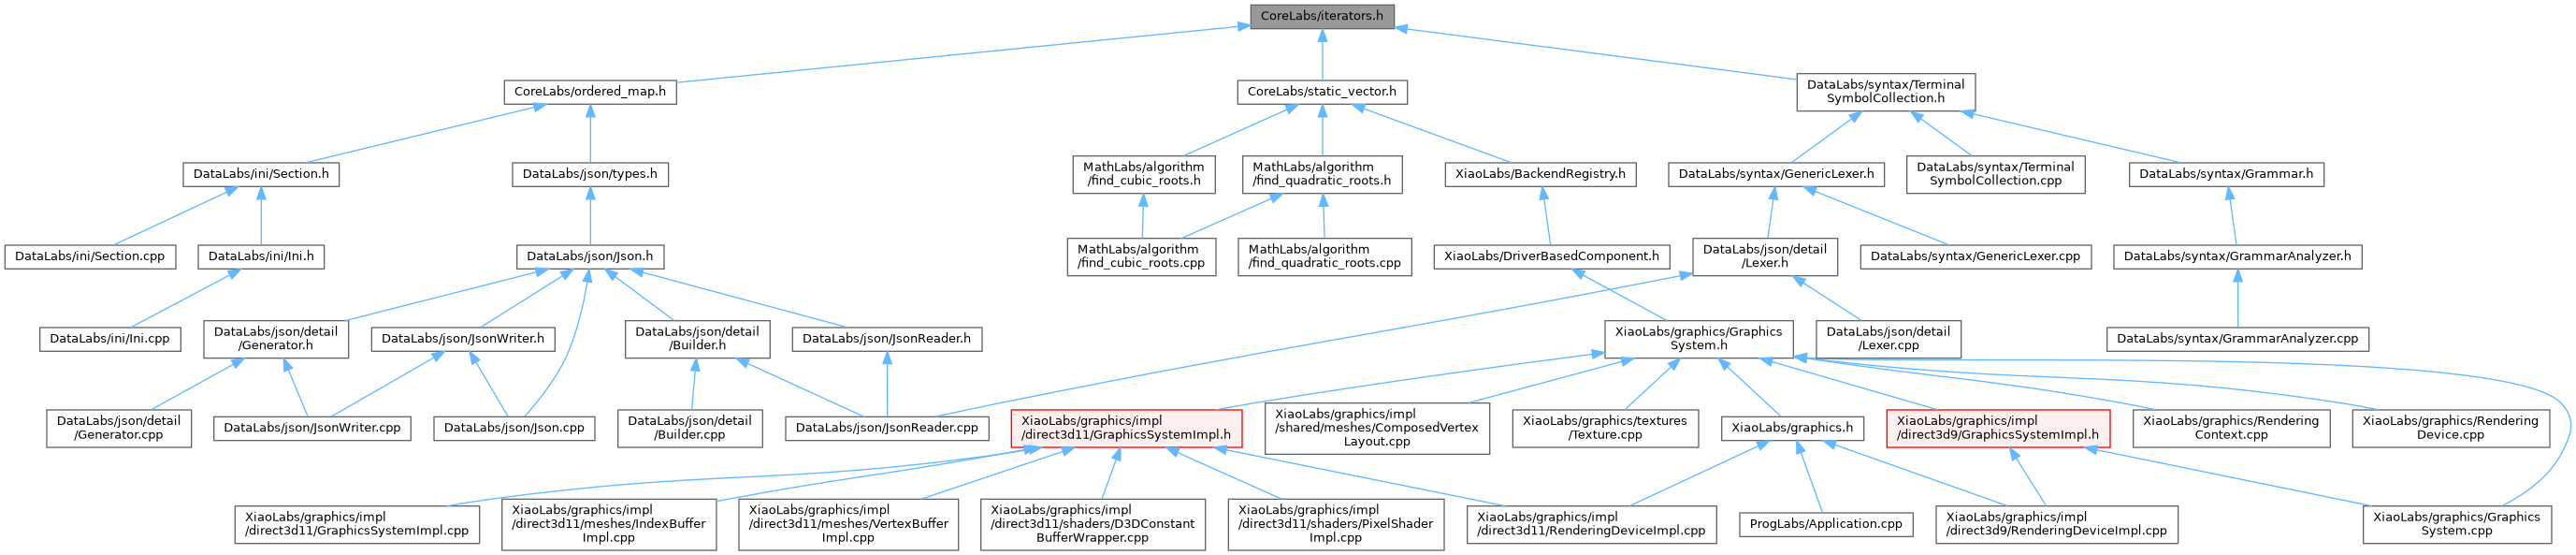 CoreLabs/iterators.h
CoreLabs/ordered_map.h
CoreLabs/static_vector.h
DataLabs/syntax/Terminal
SymbolCollection.h
DataLabs/ini/Section.h
DataLabs/json/types.h
MathLabs/algorithm
/find_cubic_roots.h
MathLabs/algorithm
/find_quadratic_roots.h
XiaoLabs/BackendRegistry.h
DataLabs/syntax/GenericLexer.h
DataLabs/syntax/Terminal
SymbolCollection.cpp
DataLabs/syntax/Grammar.h
DataLabs/ini/Section.cpp
DataLabs/ini/Ini.h
DataLabs/json/Json.h
MathLabs/algorithm
/find_cubic_roots.cpp
MathLabs/algorithm
/find_quadratic_roots.cpp
XiaoLabs/DriverBasedComponent.h
DataLabs/json/detail
/Lexer.h
DataLabs/syntax/GenericLexer.cpp
DataLabs/syntax/GrammarAnalyzer.h
DataLabs/ini/Ini.cpp
DataLabs/json/detail
/Generator.h
DataLabs/json/JsonWriter.h
DataLabs/json/detail
/Builder.h
DataLabs/json/JsonReader.h
XiaoLabs/graphics/Graphics
System.h
DataLabs/json/detail
/Lexer.cpp
DataLabs/syntax/GrammarAnalyzer.cpp
DataLabs/json/detail
/Generator.cpp
DataLabs/json/JsonWriter.cpp
DataLabs/json/Json.cpp
DataLabs/json/detail
/Builder.cpp
DataLabs/json/JsonReader.cpp
XiaoLabs/graphics/impl
/direct3d11/GraphicsSystemImpl.h
XiaoLabs/graphics/impl
/shared/meshes/ComposedVertex
Layout.cpp
XiaoLabs/graphics/textures
/Texture.cpp
XiaoLabs/graphics.h
XiaoLabs/graphics/impl
/direct3d9/GraphicsSystemImpl.h
XiaoLabs/graphics/Rendering
Context.cpp
XiaoLabs/graphics/Rendering
Device.cpp
XiaoLabs/graphics/impl
/direct3d11/GraphicsSystemImpl.cpp
XiaoLabs/graphics/impl
/direct3d11/meshes/IndexBuffer
Impl.cpp
XiaoLabs/graphics/impl
/direct3d11/meshes/VertexBuffer
Impl.cpp
XiaoLabs/graphics/impl
/direct3d11/shaders/D3DConstant
BufferWrapper.cpp
XiaoLabs/graphics/impl
/direct3d11/shaders/PixelShader
Impl.cpp
XiaoLabs/graphics/impl
/direct3d11/RenderingDeviceImpl.cpp
ProgLabs/Application.cpp
XiaoLabs/graphics/impl
/direct3d9/RenderingDeviceImpl.cpp
XiaoLabs/graphics/Graphics
System.cpp